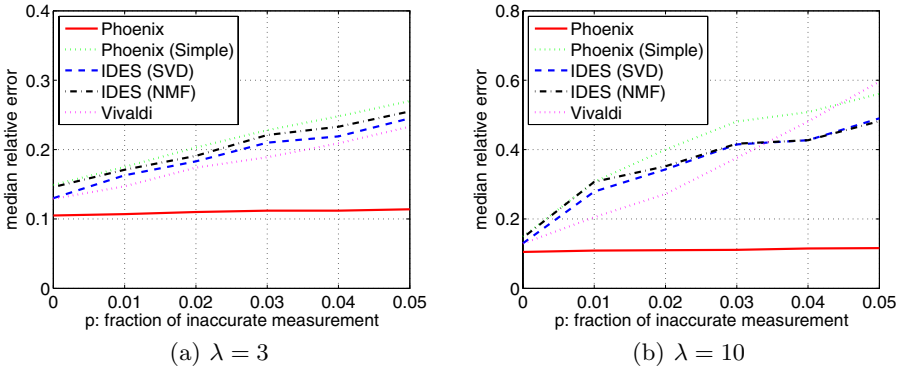 0.4
0.3
0.2
0.1
0
median relative error
Phoenix
Phoenix (Simple)
IDES (SVD)
IDES (NMF)
Vivaldi
0 0.01 0.02 0.03 0.04 0.05
p: fraction of inaccurate measurement
(a) λ = 3
0.8
0.6
0.4
0.2
0
median relative error
Phoenix
Phoenix (Simple)
IDES (SVD)
IDES (NMF)
Vivaldi
0 0.01 0.02 0.03 0.04 0.05
p: fraction of inaccurate measurement
(b) λ = 10